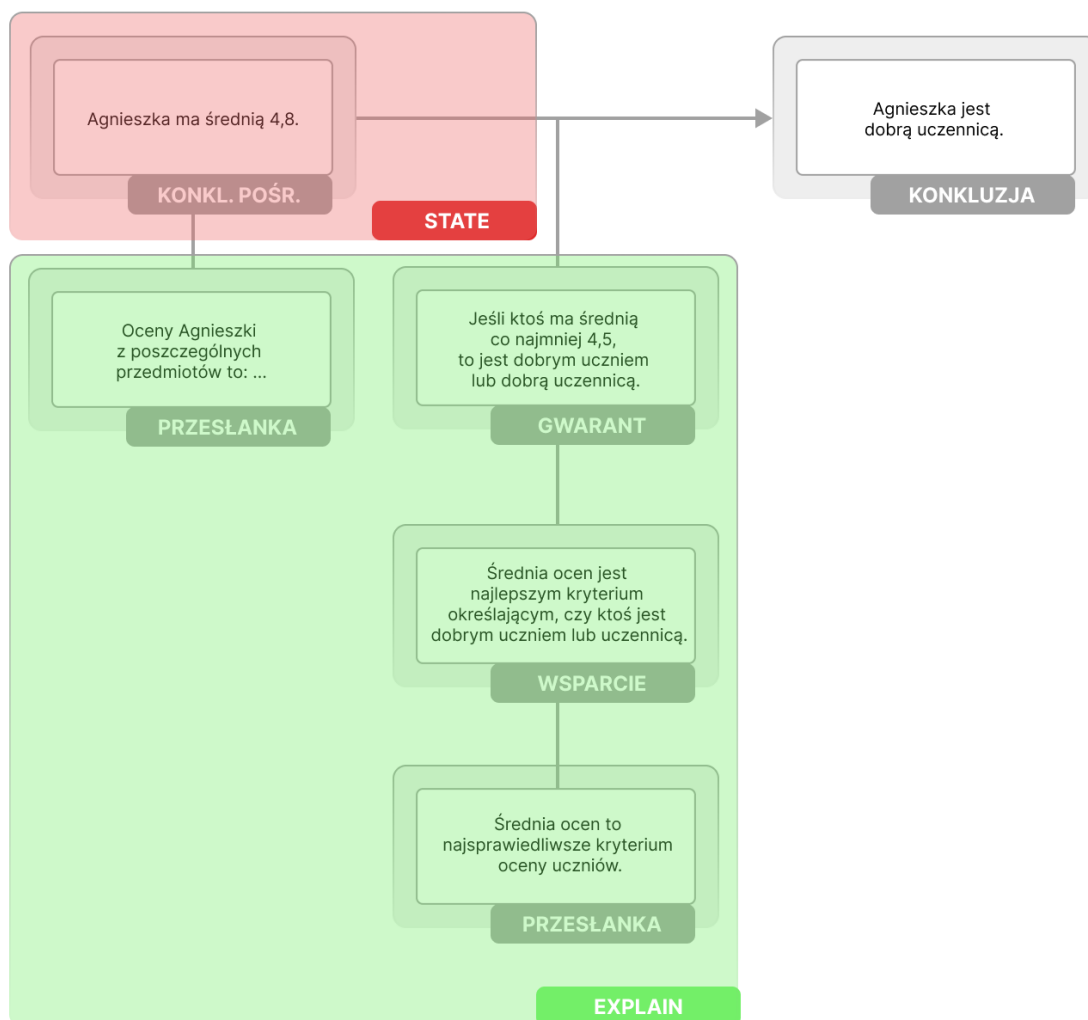 Agnieszka ma średnią 4,8.
KONKL. POŚR.
STATE
Agnieszka jest
dobrą uczennicą.
KONKLUZJA
Oceny Agnieszki
z poszczególnych
przedmiotów to: ...
PRZESŁANKA
Jeśli ktoś ma średnią
co najmniej 4,5,
to jest dobrym uczniem
lub dobrą uczennicą.
GWARANT
Średnia ocen jest
najlepszym kryterium
określającym, czy ktoś jest
dobrym uczniem lub uczennicą.
WSPARCIE
Średnia ocen to
najsprawiedliwsze kryterium
oceny uczniów.
PRZESŁANKA
EXPLAIN